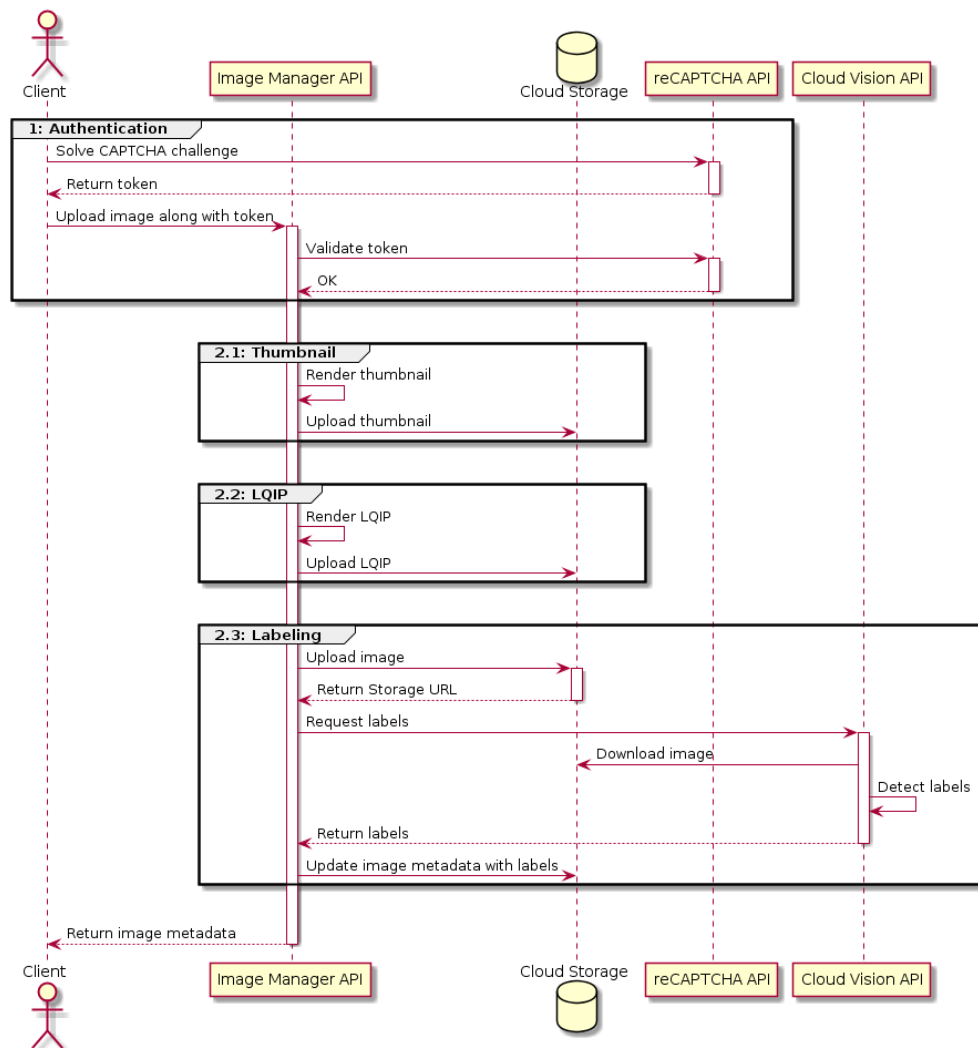 Client
Image Manager API
Cloud Storage
reCAPTCHA API
Cloud Vision API
1: Authentication
Solve CAPTCHA challenge
Return token
Upload image along with token
Validate token
OK
2.1: Thumbnail
Render thumbnail
Upload thumbnail
2.2: LQIP
Render LQIP
Upload LQIP
2.3: Labeling
Upload image
Return Storage URL
Request labels
Download image
Detect labels
Return labels
Update image metadata with labels
Return image metadata
Client
Image Manager API
Cloud Storage
reCAPTCHA API
Cloud Vision API